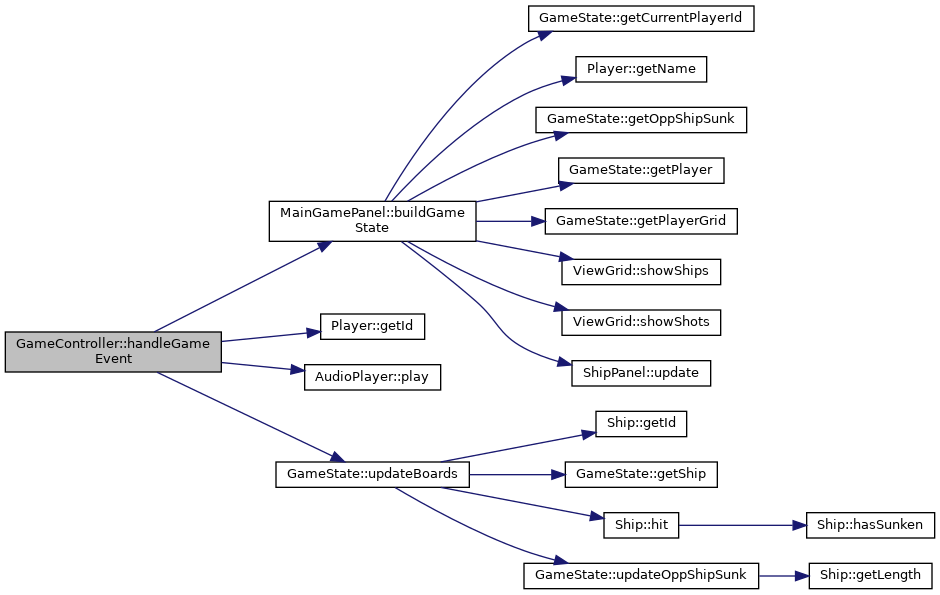 GameState::getCurrentPlayerId
Player::getName
GameState::getOppShipSunk
GameState::getPlayer
MainGamePanel::buildGame
State
GameState::getPlayerGrid
ViewGrid::showShips
ViewGrid::showShots
Player::getId
GameController::handleGame
Event
AudioPlayer::play
ShipPanel::update
Ship::getId
GameState::updateBoards
GameState::getShip
Ship::hit
Ship::hasSunken
GameState::updateOppShipSunk
Ship::getLength